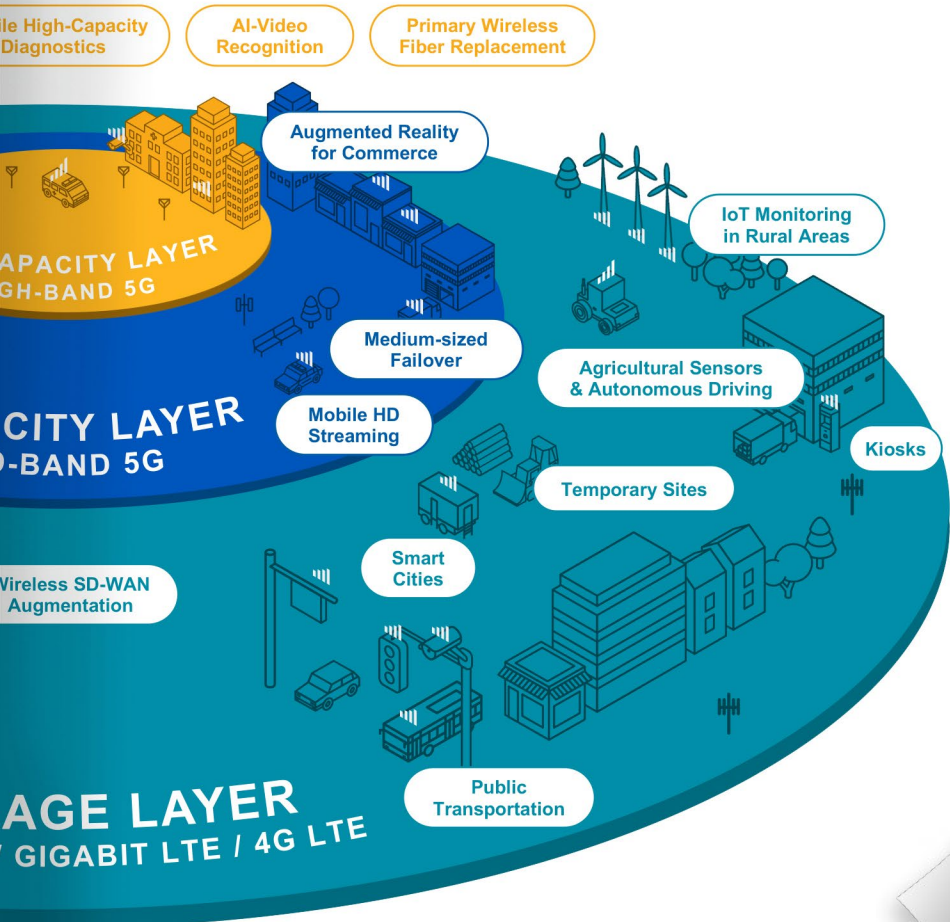 ile High-Capacity
Diagnostics
AI-Video
Recognition
Primary Wireless
Fiber Replacement
Augmented Reality
for Commerce
IoT Monitoring
in Rural Areas
APACITY LAYER
GH-BAND 5G
Medium-sized
Failover
Agricultural Sensors
& Autonomous Driving
Mobile HD
Streaming
CITY LAYER
-BAND 5G
Kiosks
Temporary Sites
Smart
Cities
Wireless SD-WAN
Augmentation
Public
Transportation
AGE LAYER
/ GIGABIT LTE / 4G LTE